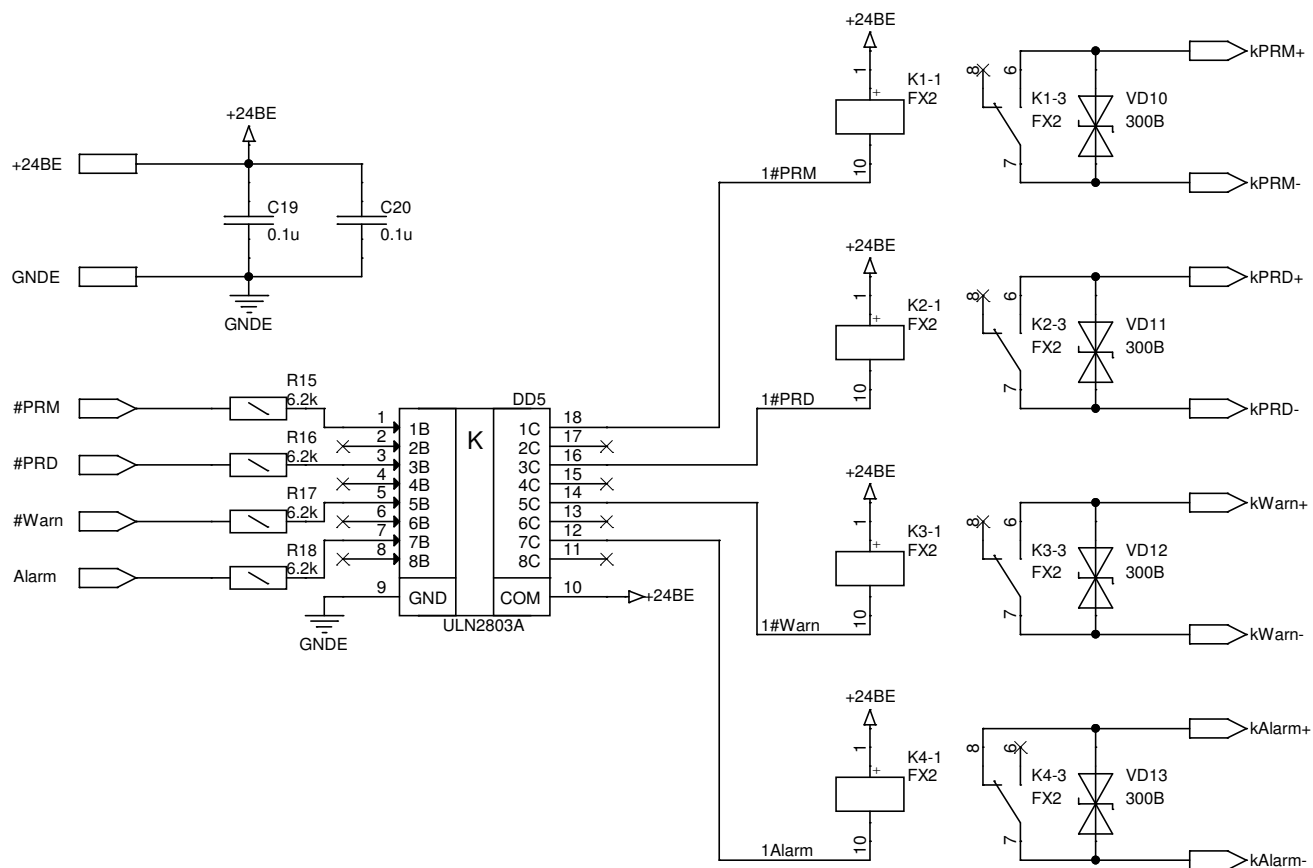 +24BE
+24BE
C19
0.1u
C20
0.1u
GNDE
GNDE
#PRM
#PRD
#Warn
Alarm
R15
6.2k
R16
6.2k
R17
6.2k
R18
6.2k
DD5
K
1 1B 1C 18
2 2B 2C 17
3 3B 3C 16
4 4B 4C 15
5 5B 5C 14
6 6B 6C 13
7 7B 7C 12
8 8B 8C 11
9 GND COM 10
+24BE
GNDE
ULN2803A
1#PRM
1#PRD
1#Warn
1Alarm
+24BE
1
+
K1-1
FX2
10
8
6
K1-3
FX2
7
VD10
300B
kPRM+
kPRM-
+24BE
1
+
K2-1
FX2
10
8
6
K2-3
FX2
7
VD11
300B
kPRD+
kPRD-
+24BE
1
+
K3-1
FX2
10
8
6
K3-3
FX2
7
VD12
300B
kWarn+
kWarn-
+24BE
1
+
K4-1
FX2
10
8
6
K4-3
FX2
7
VD13
300B
kAlarm+
kAlarm-